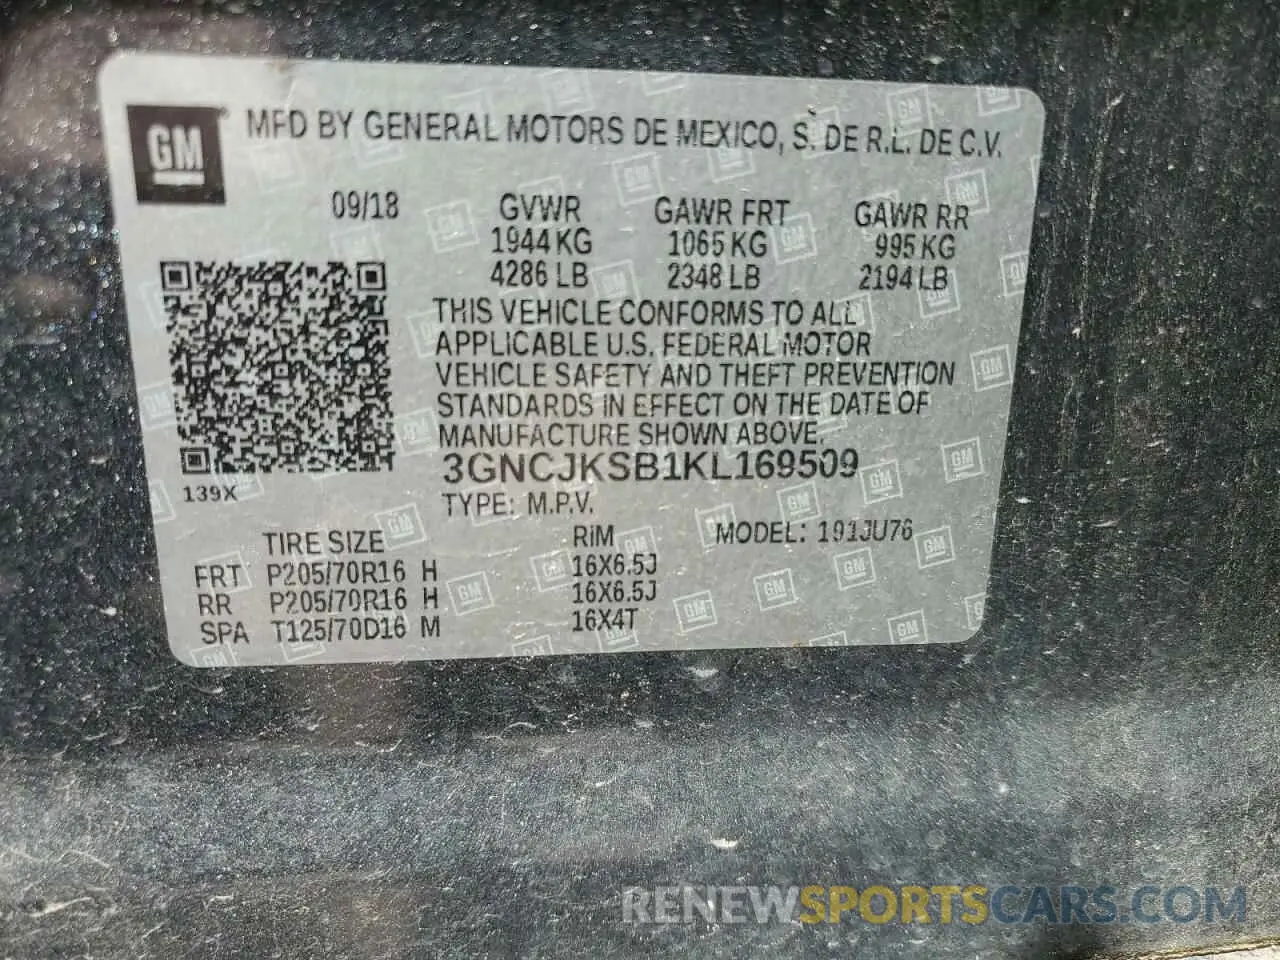 GM MFD BY GENERAL MOTORS DE MEXICO, S. DE R.L. DE C.V.
09/18 GVWR GAWR FRT GAWR RR
1944 KG 1065 KG 995 KG
4286 LB 2348 LB 2194 LB
THIS VEHICLE CONFORMS TO ALL
APPLICABLE U.S. FEDERAL MOTOR
VEHICLE SAFETY AND THEFT PREVENTION
STANDARDS IN EFFECT ON THE DATE OF
MANUFACTURE SHOWN ABOVE.
3GNCJKSB1KL169509
139X
TYPE: M.P.V.
TIRE SIZE RIM MODEL: 191JU76
FRT P205/70R16 H 16X6.5J
RR P205/70R16 H 16X6.5J
SPA T125/70D16 M 16X4T
RENEWSPORTSCARS.COM